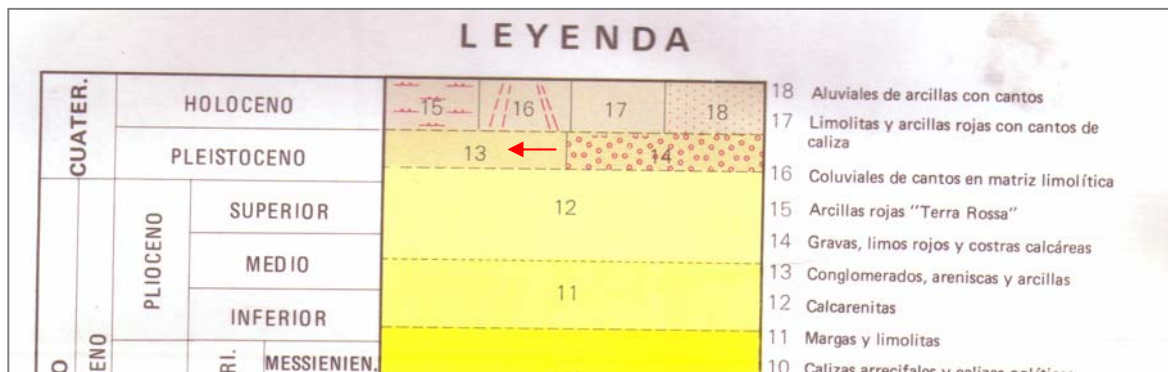 LEYENDA
CUATER.
HOLOCENO
15 16 17 18
PLEISTOCENO
13 14
PLIOCENO
SUPERIOR
12
MEDIO
11
INFERIOR
ENO
RI.
MESSIENIEN.
O
18 Aluviales de arcillas con cantos
17 Limolitas y arcillas rojas con cantos de
caliza
16 Coluviales de cantos en matriz limolítica
15 Arcillas rojas "Terra Rossa"
14 Gravas, limos rojos y costras calcáreas
13 Conglomerados, areniscas y arcillas
12 Calcarenitas
11 Margas y limolitas
10 Calizas arrecifales y calizas oolíticas